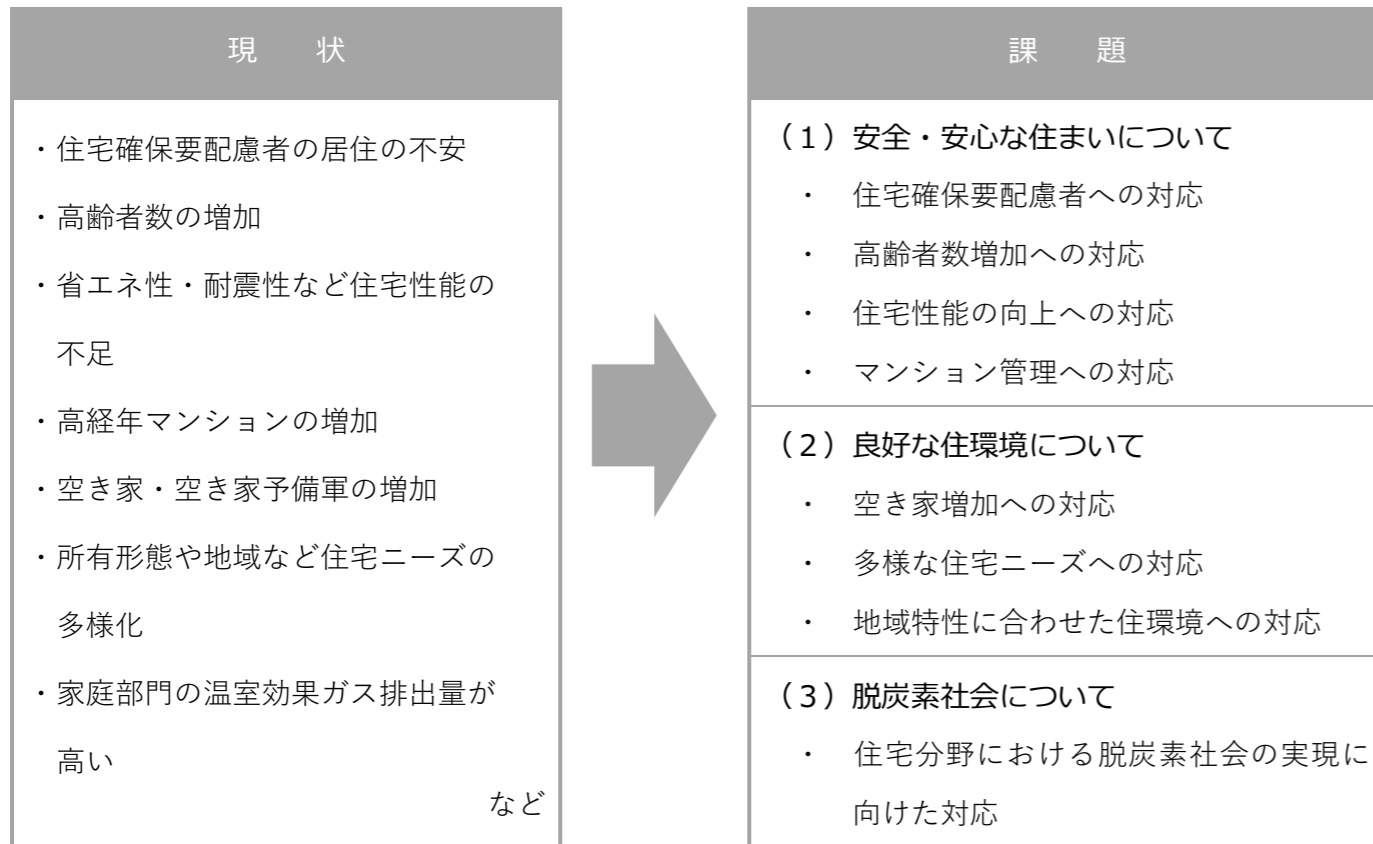 現　状
・住宅確保要配慮者の居住の不安
・高齢者数の増加
・省エネ性・耐震性など住宅性能の
不足
・高経年マンションの増加
・空き家・空き家予備軍の増加
・所有形態や地域など住宅ニーズの
多様化
・家庭部門の温室効果ガス排出量が
高い
など
課　題
（１）安全・安心な住まいについて
・　住宅確保要配慮者への対応
・　高齢者数増加への対応
・　住宅性能の向上への対応
・　マンション管理への対応
（２）良好な住環境について
・　空き家増加への対応
・　多様な住宅ニーズへの対応
・　地域特性に合わせた住環境への対応
（３）脱炭素社会について
・　住宅分野における脱炭素社会の実現に
向けた対応